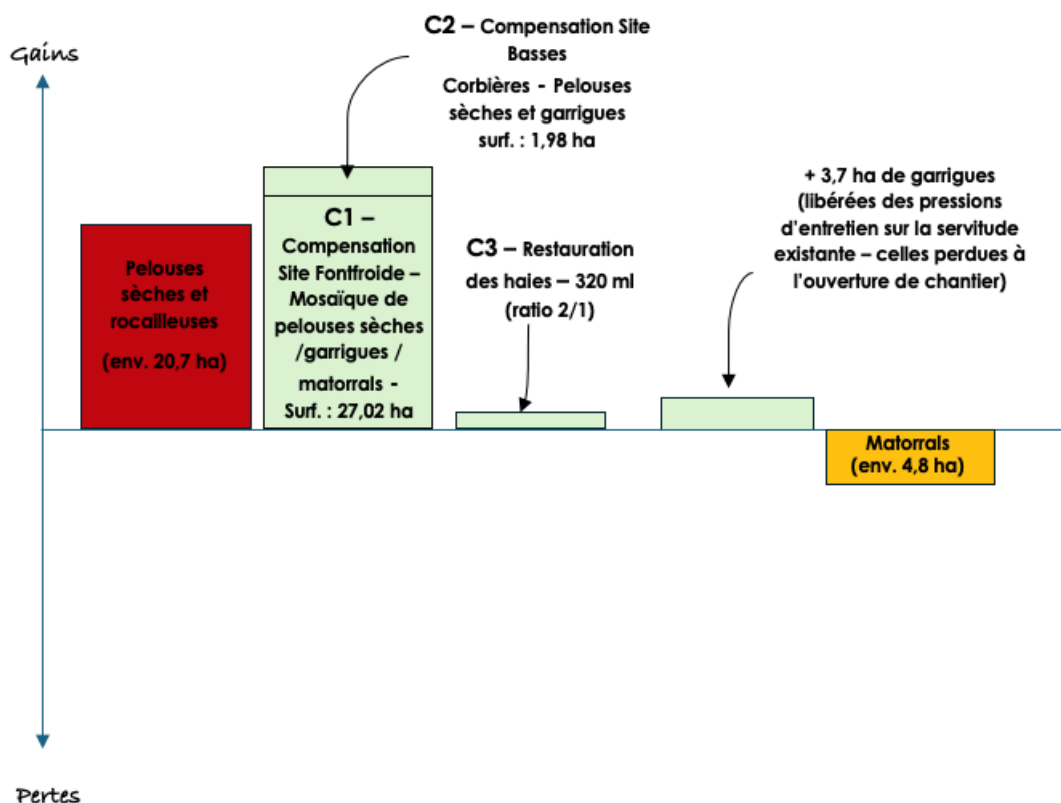 C2 – Compensation Site
Basses
Corbières - Pelouses
sèches et garrigues
surf. : 1,98 ha
Gains
+ 3,7 ha de garrigues
(libérées des pressions
d'entretien sur la servitude
existante – celles perdues à
l'ouverture de chantier)
Pelouses
sèches et
rocailleuses
(env. 20,7 ha)
C1 –
Compensation
Site Fontfroide –
Mosaïque de
pelouses sèches
/garrigues /
matorrals -
Surf. : 27,02 ha
C3 – Restauration
des haies – 320 ml
(ratio 2/1)
Matorrals
(env. 4,8 ha)
Pertes